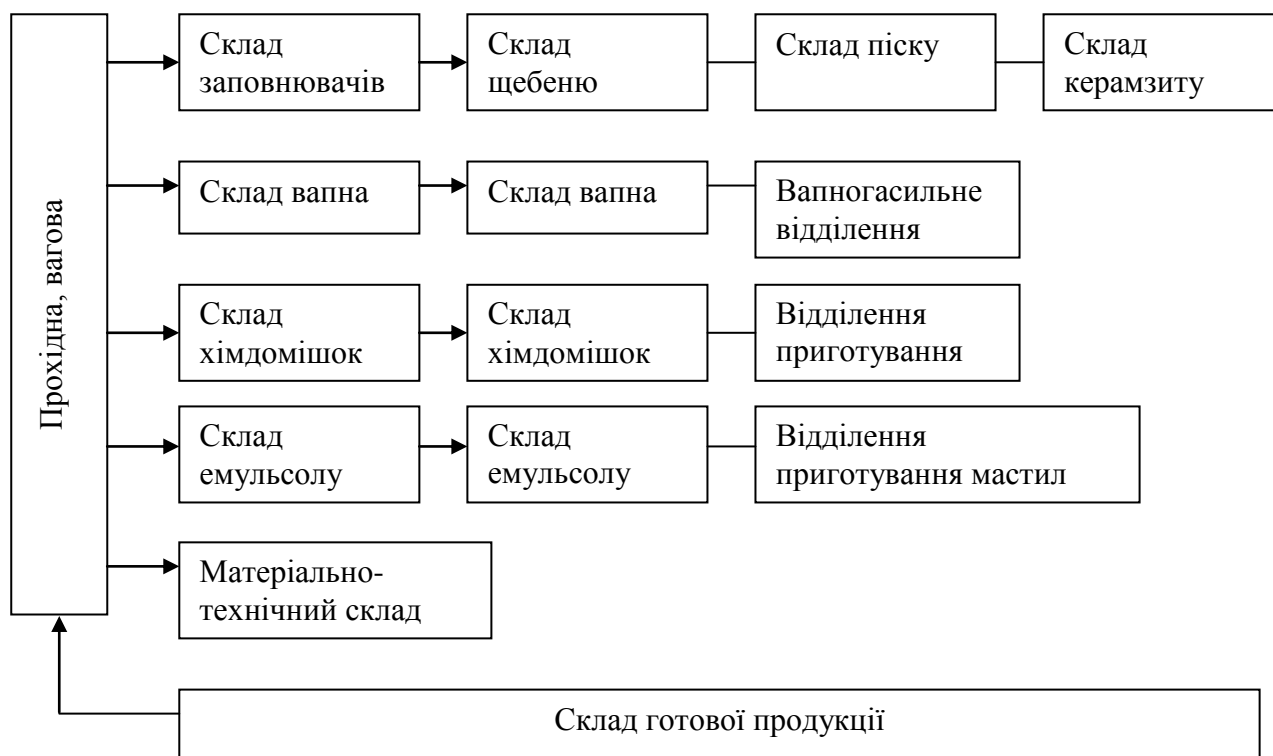 Прохідна, вагова
Склад
заповнювачів
Склад
щебеню
Склад піску
Склад
керамзиту
Склад вапна
Склад вапна
Вапногасильне
відділення
Склад
хімдомішок
Склад
хімдомішок
Відділення
приготування
Склад
емульсолу
Склад
емульсолу
Відділення
приготування мастил
Матеріально-
технічний склад
Склад готової продукції